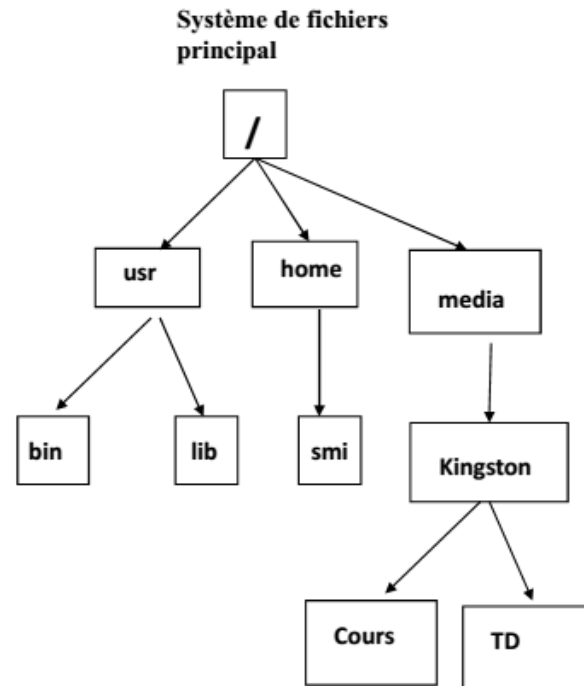 Système de fichiers
principal
/
usr
home
media
bin
lib
smi
Kingston
Cours
TD